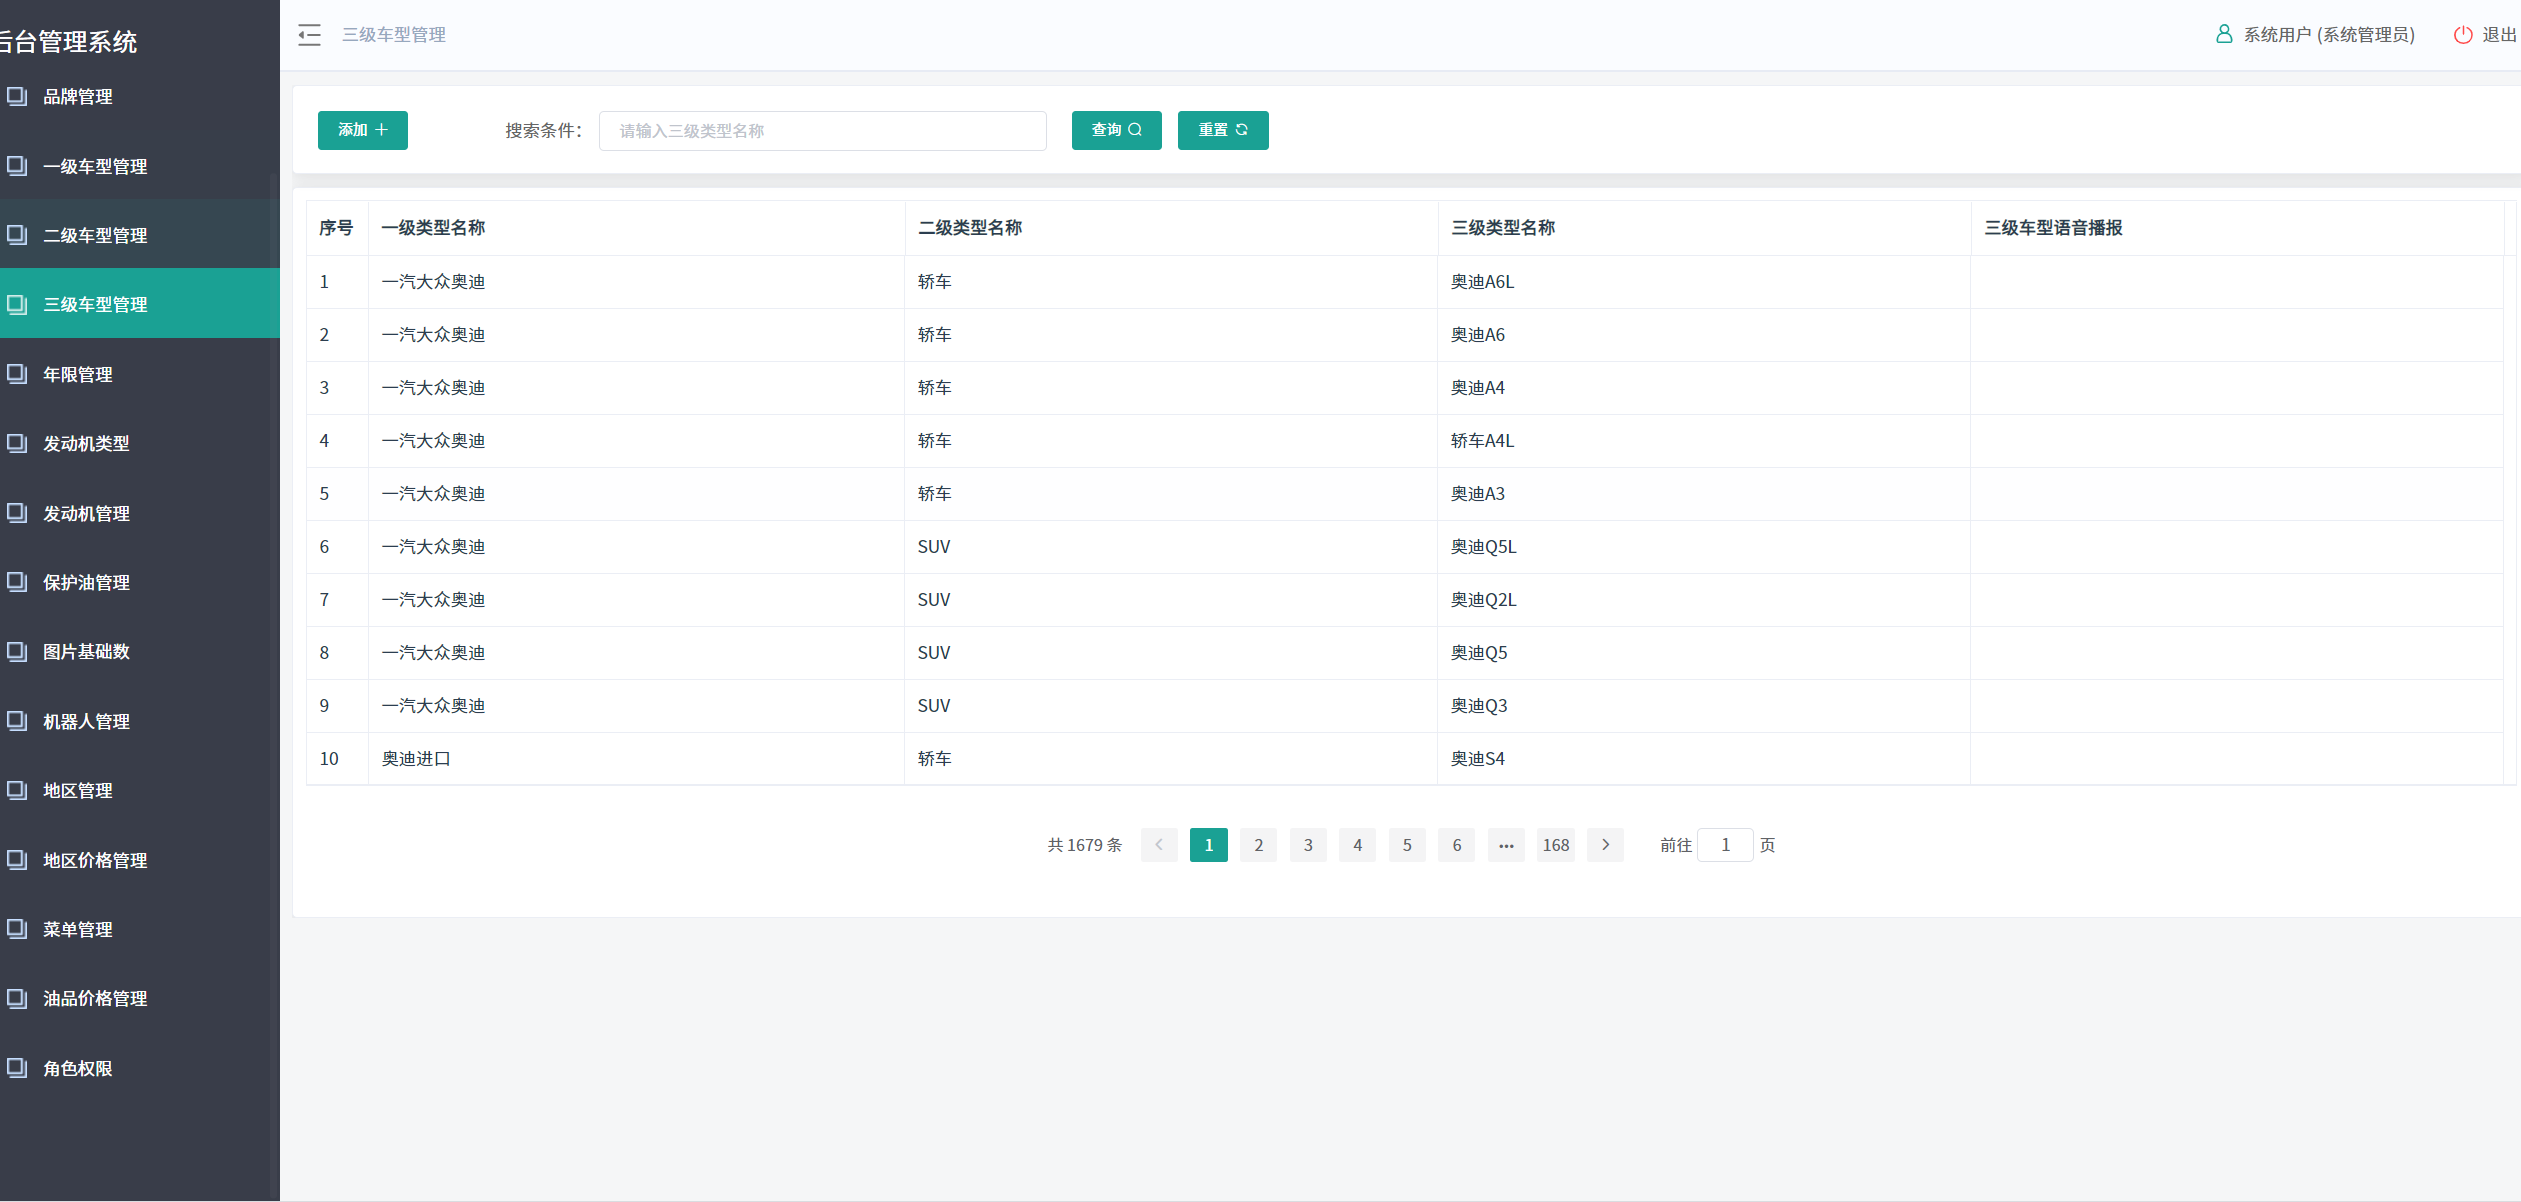 后台管理系统
品牌管理
一级车型管理
二级车型管理
三级车型管理
年限管理
发动机类型
发动机管理
保护油管理
图片基础数
机器人管理
地区管理
地区价格管理
菜单管理
油品价格管理
角色权限
三级车型管理
系统用户 (系统管理员) 退出
添加 搜索条件： 请输入三级类型名称 查询 重置
序号 一级类型名称 二级类型名称 三级类型名称 三级车型语音播报
1 一汽大众奥迪 轿车 奥迪A6L
2 一汽大众奥迪 轿车 奥迪A6
3 一汽大众奥迪 轿车 奥迪A4
4 一汽大众奥迪 轿车 轿车A4L
5 一汽大众奥迪 轿车 奥迪A3
6 一汽大众奥迪 SUV 奥迪Q5L
7 一汽大众奥迪 SUV 奥迪Q2L
8 一汽大众奥迪 SUV 奥迪Q5
9 一汽大众奥迪 SUV 奥迪Q3
10 奥迪进口 轿车 奥迪S4
共 1679 条 1 2 3 4 5 6 ••• 168 前往 1 页